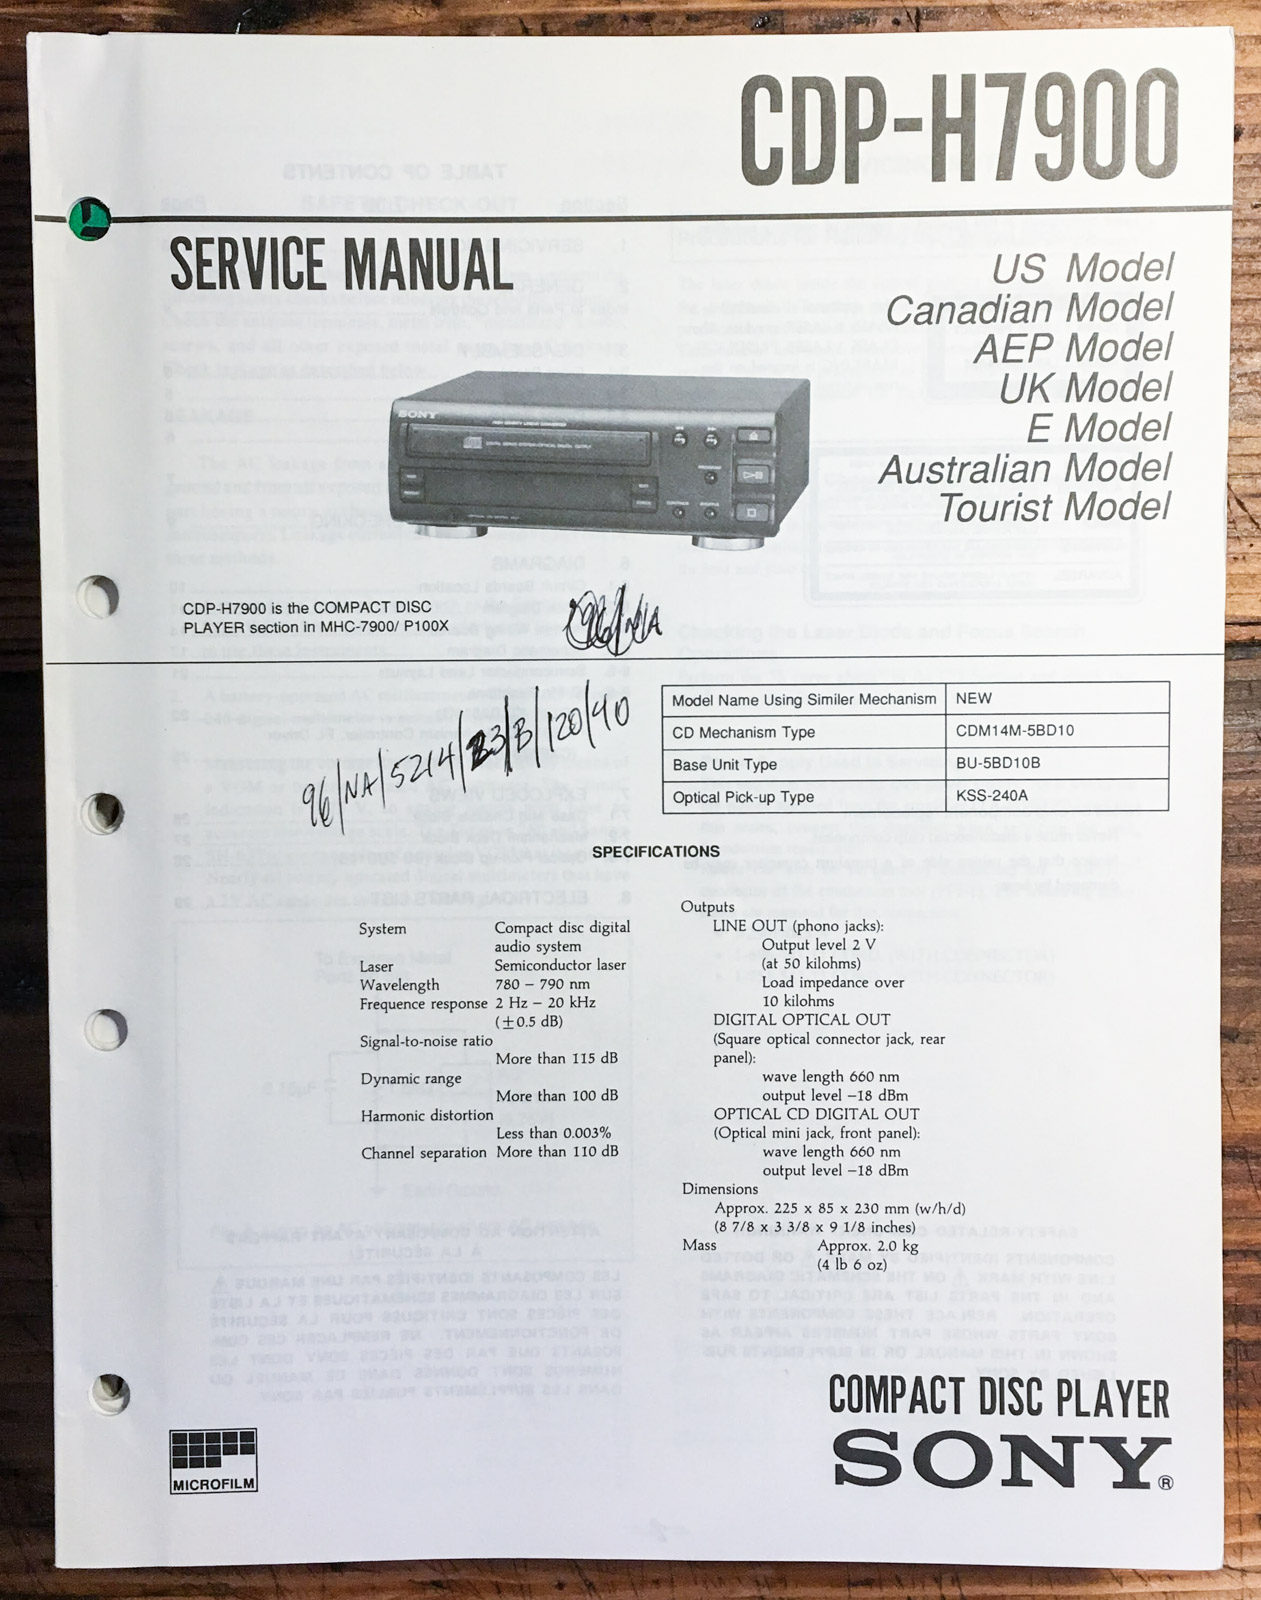 CDP-H7900
SERVICE MANUAL
US Model
Canadian Model
AEP Model
UK Model
E Model
Australian Model
Tourist Model
SONY
CDP-H7900 is the COMPACT DISC
PLAYER section in MHC-7900/ P100X
96/NA
96/NA/5214/23/B/120/40
Model Name Using Similer Mechanism NEW
CD Mechanism Type CDM14M-5BD10
Base Unit Type BU-5BD10B
Optical Pick-up Type KSS-240A
SPECIFICATIONS
System Compact disc digital
audio system
Laser Semiconductor laser
Wavelength 780 – 790 nm
Frequence response 2 Hz – 20 kHz
(±0.5 dB)
Signal-to-noise ratio
More than 115 dB
Dynamic range
More than 100 dB
Harmonic distortion
Less than 0.003%
Channel separation More than 110 dB
Outputs
LINE OUT (phono jacks):
Output level 2 V
(at 50 kilohms)
Load impedance over
10 kilohms
DIGITAL OPTICAL OUT
(Square optical connector jack, rear
panel):
wave length 660 nm
output level –18 dBm
OPTICAL CD DIGITAL OUT
(Optical mini jack, front panel):
wave length 660 nm
output level –18 dBm
Dimensions
Approx. 225 x 85 x 230 mm (w/h/d)
(8 7/8 x 3 3/8 x 9 1/8 inches)
Mass Approx. 2.0 kg
(4 lb 6 oz)
MICROFILM
COMPACT DISC PLAYER
SONY®